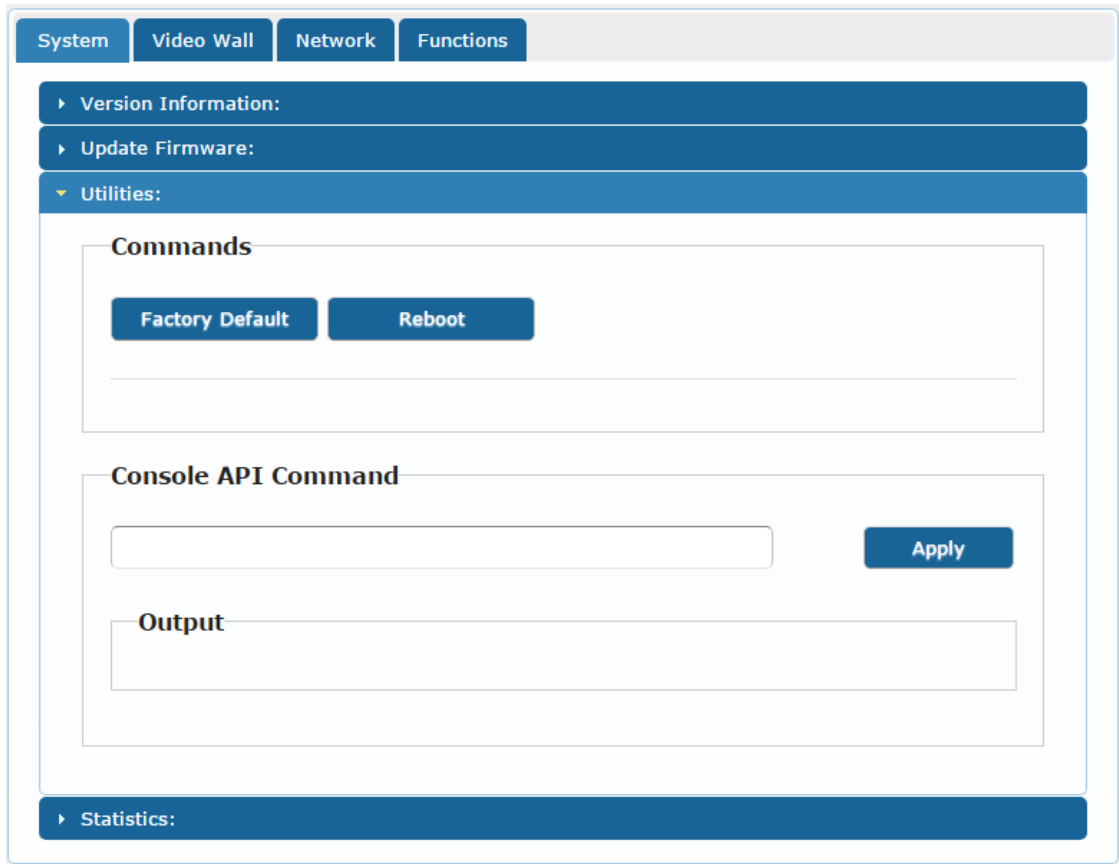 System Video Wall Network Functions
Version Information:
Update Firmware:
Utilities:
Commands
Factory Default Reboot
Console API Command
Apply
Output
Statistics: